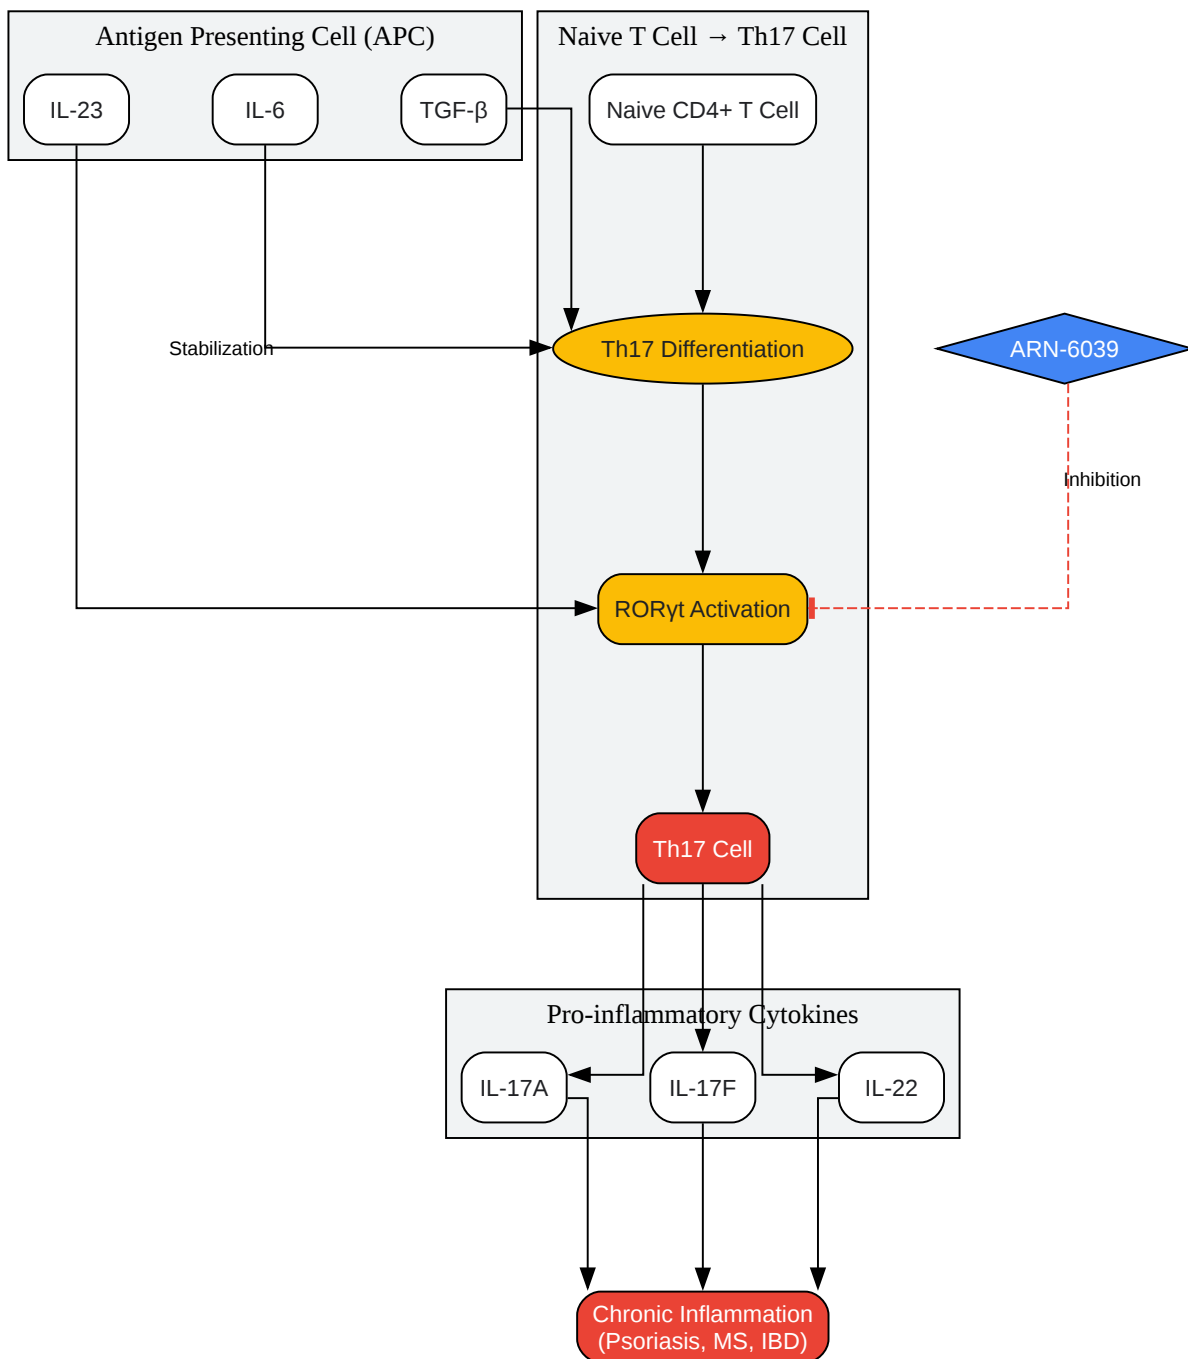 Antigen Presenting Cell (APC)
Naive T Cell → Th17 Cell
IL-23
IL-6
TGF-β
Naive CD4+ T Cell
Stabilization
Th17 Differentiation
ARN-6039
Inhibition
RORγt Activation
Th17 Cell
Pro-inflammatory Cytokines
IL-17A
IL-17F
IL-22
Chronic Inflammation
(Psoriasis, MS, IBD)